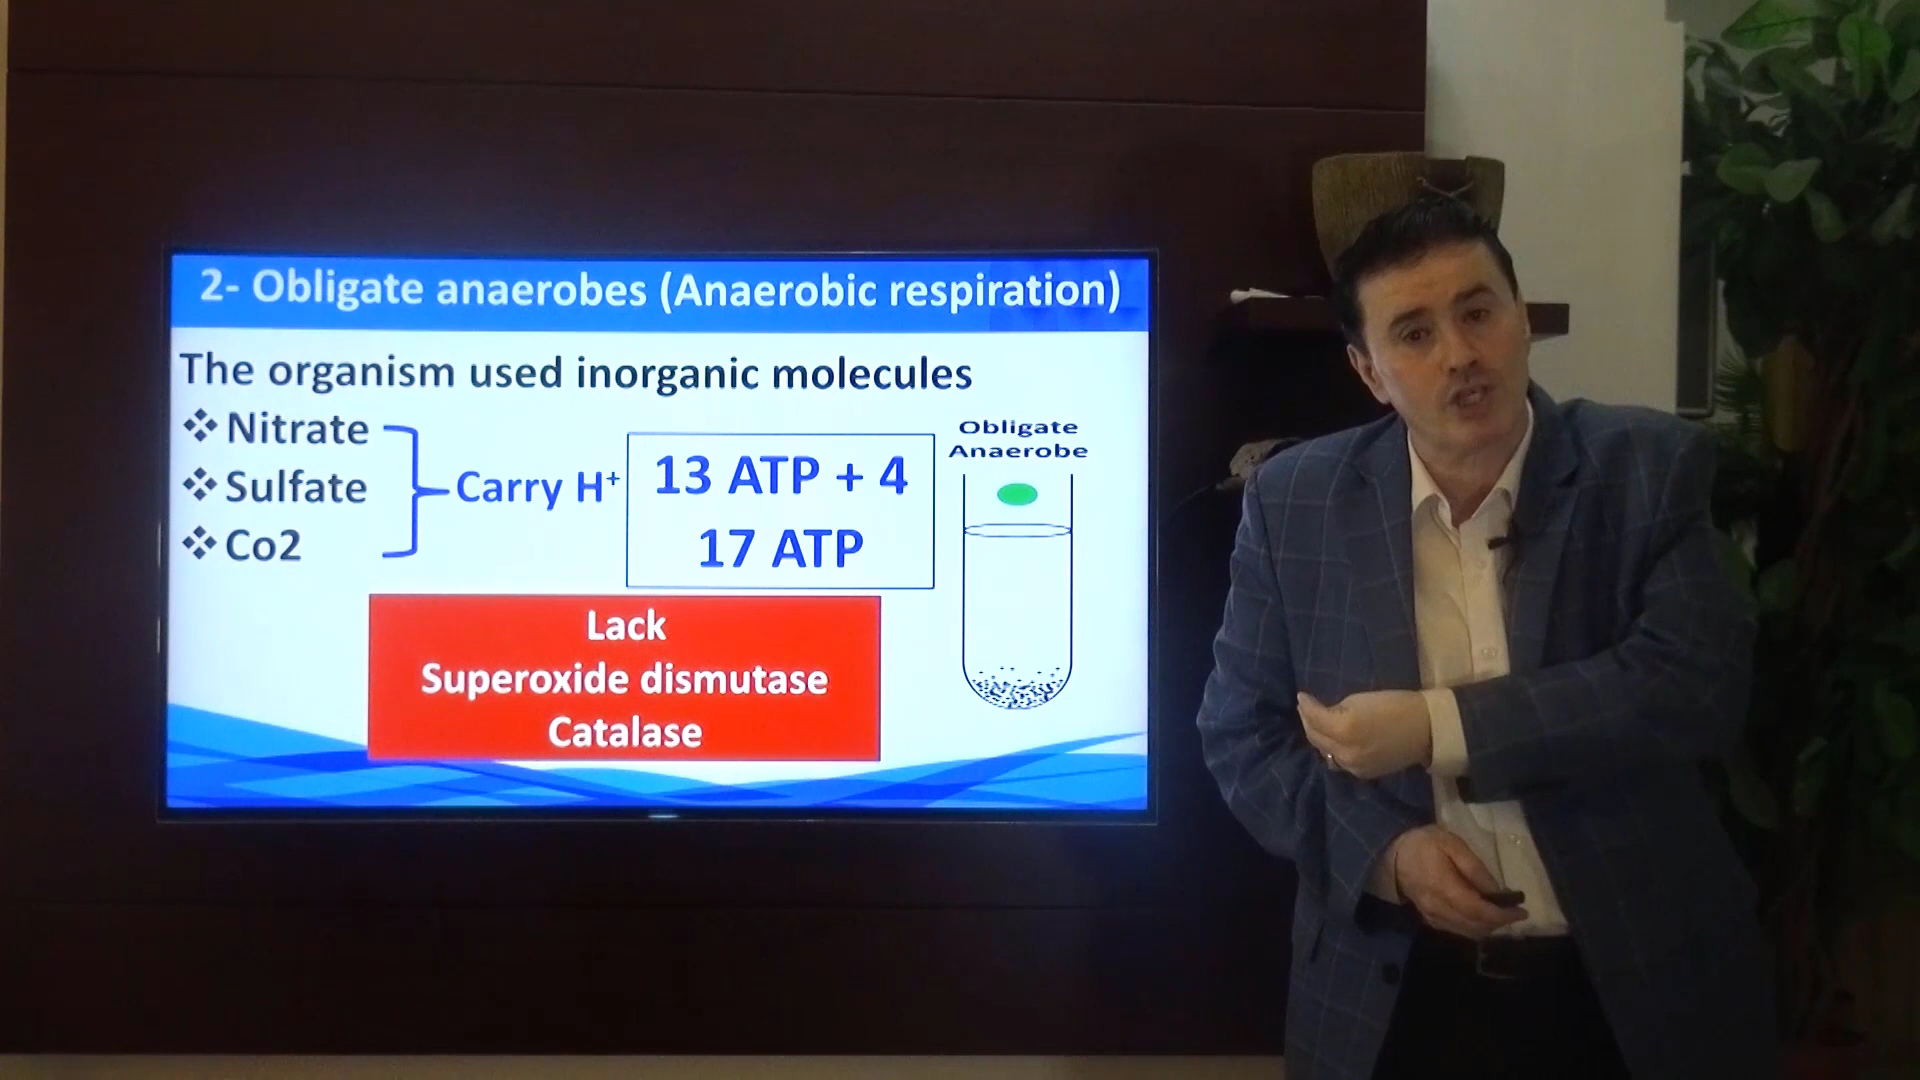 2- Obligate anaerobes (Anaerobic respiration)
The organism used inorganic molecules
❖ Nitrate
❖ Sulfate
❖ Co2
Carry H⁺
13 ATP + 4
17 ATP
Obligate
Anaerobe
Lack
Superoxide dismutase
Catalase